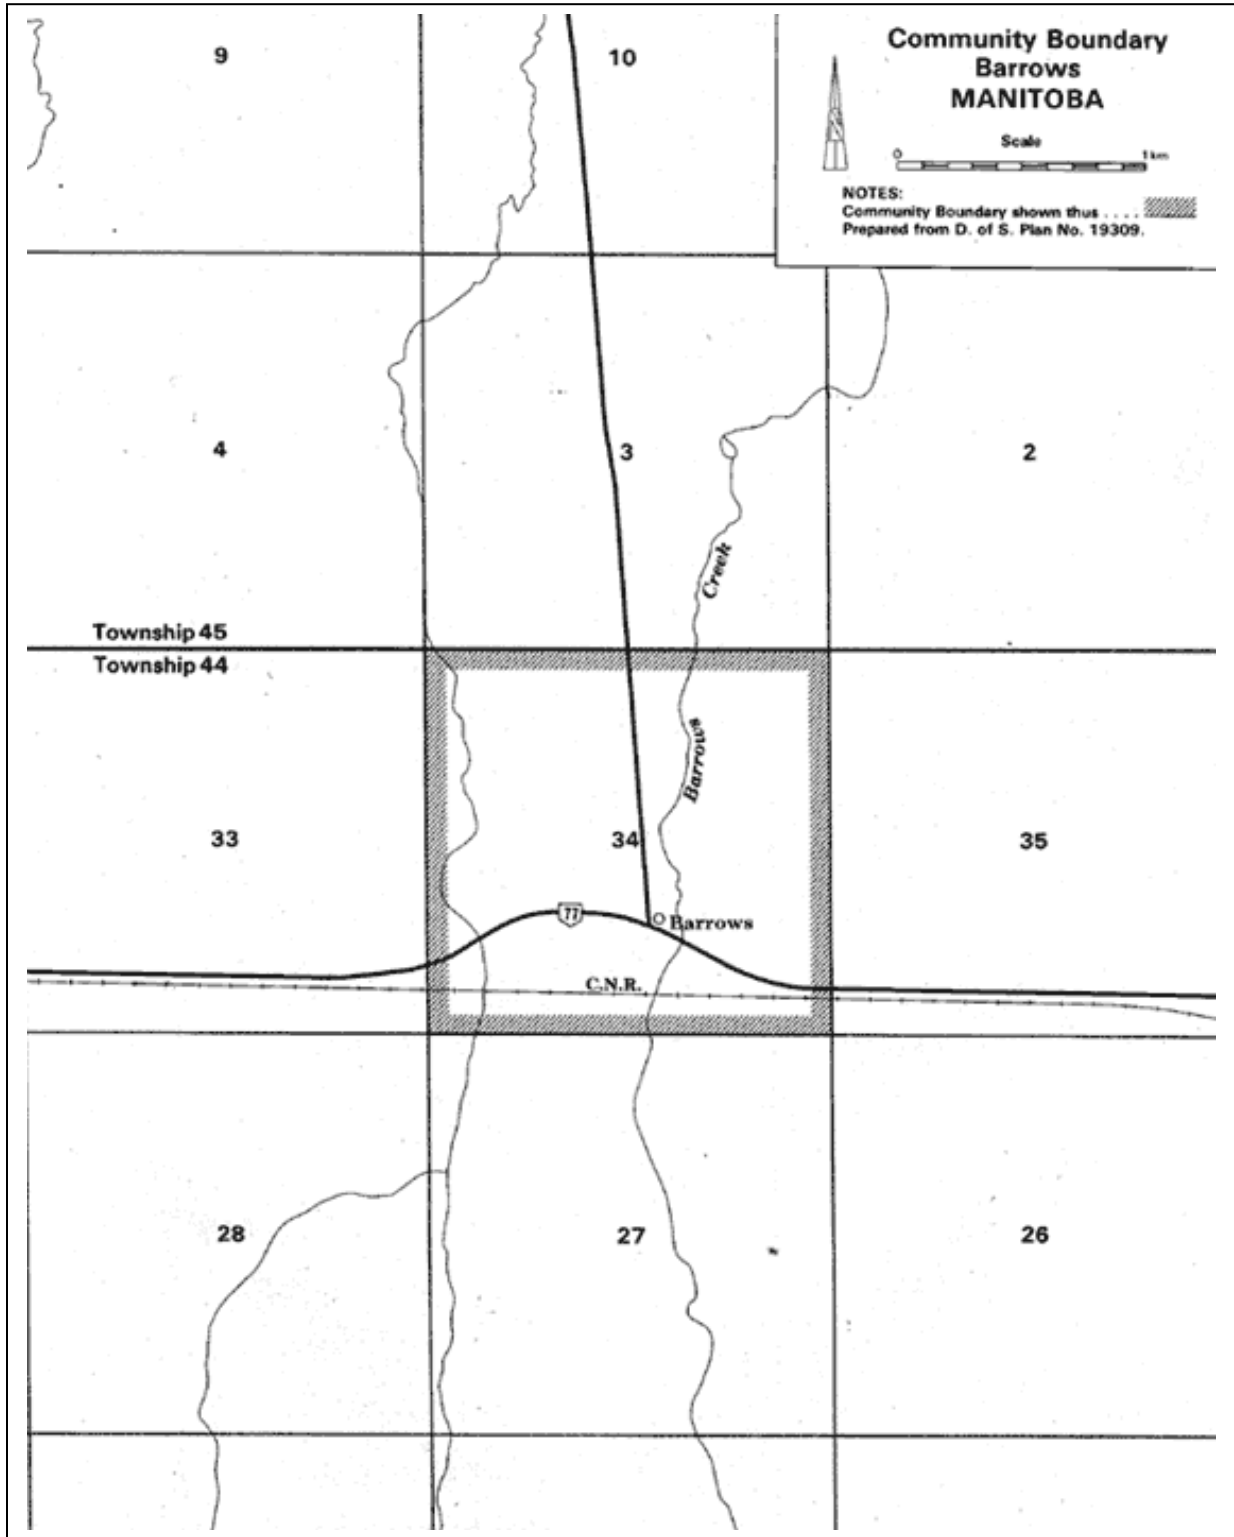 9
10
Community Boundary
Barrows
MANITOBA
Scale
0 1 km
NOTES:
Community Boundary shown thus ....
Prepared from D. of S. Plan No. 19309.
4
3
2
Creek
Township 45
Township 44
Barrows
33
34
35
77
Barrows
C.N.R.
28
27
26